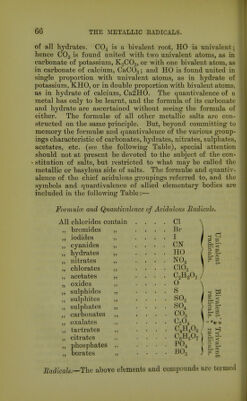 66 THE METALLIC RADICALS.
of all hydrates. CO3 is a bivalent root, HO is univalent;
hence CO3 is found united with two univalent atoms, as in
carbonate of potassium, K2CO3, or with one bivalent atom, as
in carbonate of calcium, CaCO3; and HO is found united in
single proportion with univalent atoms, as in hydrate of
potassium, KHO, or in double proportion with bivalent atoms,
as in hydrate of calcium, Ca2HO. The quantivalence of a
metal has only to be learnt, and the formula of its carbonate
and hydrate are ascertained without seeing the formula of
either. The formulæ of all other metallic salts are con-
structed on the same principle. But, beyond committing to
memory the formulæ and quantivalence of the various group-
ings characteristic of carbonates, hydrates, nitrates, sulphates,
acetates, etc. (see the following Table), special attention
should not at present be devoted to the subject of the con-
stitution of salts, but restricted to what may be called the
metallic or basylous side of salts. The formulæ and quantiv-
alence of the chief acidulous groupings referred to, and the
symbols and quantivalence of allied elementary bodies are
included in the following Table:—
Formulæ and Quantivalence of Acidulous Radicals.
All chlorides contain . . . . Cl
„ bromides „ . . . . Br
„ iodides „ . . . . I
„ cyanides „ . . . . CN
„ hydrates „ . . . . HO
„ nitrates „ . . . . NO3
„ chlorates „ . . . . ClO3
„ acetates „ . . . . C2H3O2
Univalent radicals.
„ oxides „ . . . . O
„ sulphides „ . . . . S
„ sulphites „ . . . . SO3
„ sulphates „ . . . . SO4
„ carbonates „ . . . . CO3
„ oxalates „ . . . . C2O4
„ tartrates „ . . . . C4H4O6
Bivalent radicals.
„ citrates „ . . . . C6H5O7
„ phosphates „ . . . . PO4
„ borates „ . . . . BO3
Trivalent radicals.
Radicals.—The above elements and compounds are termed